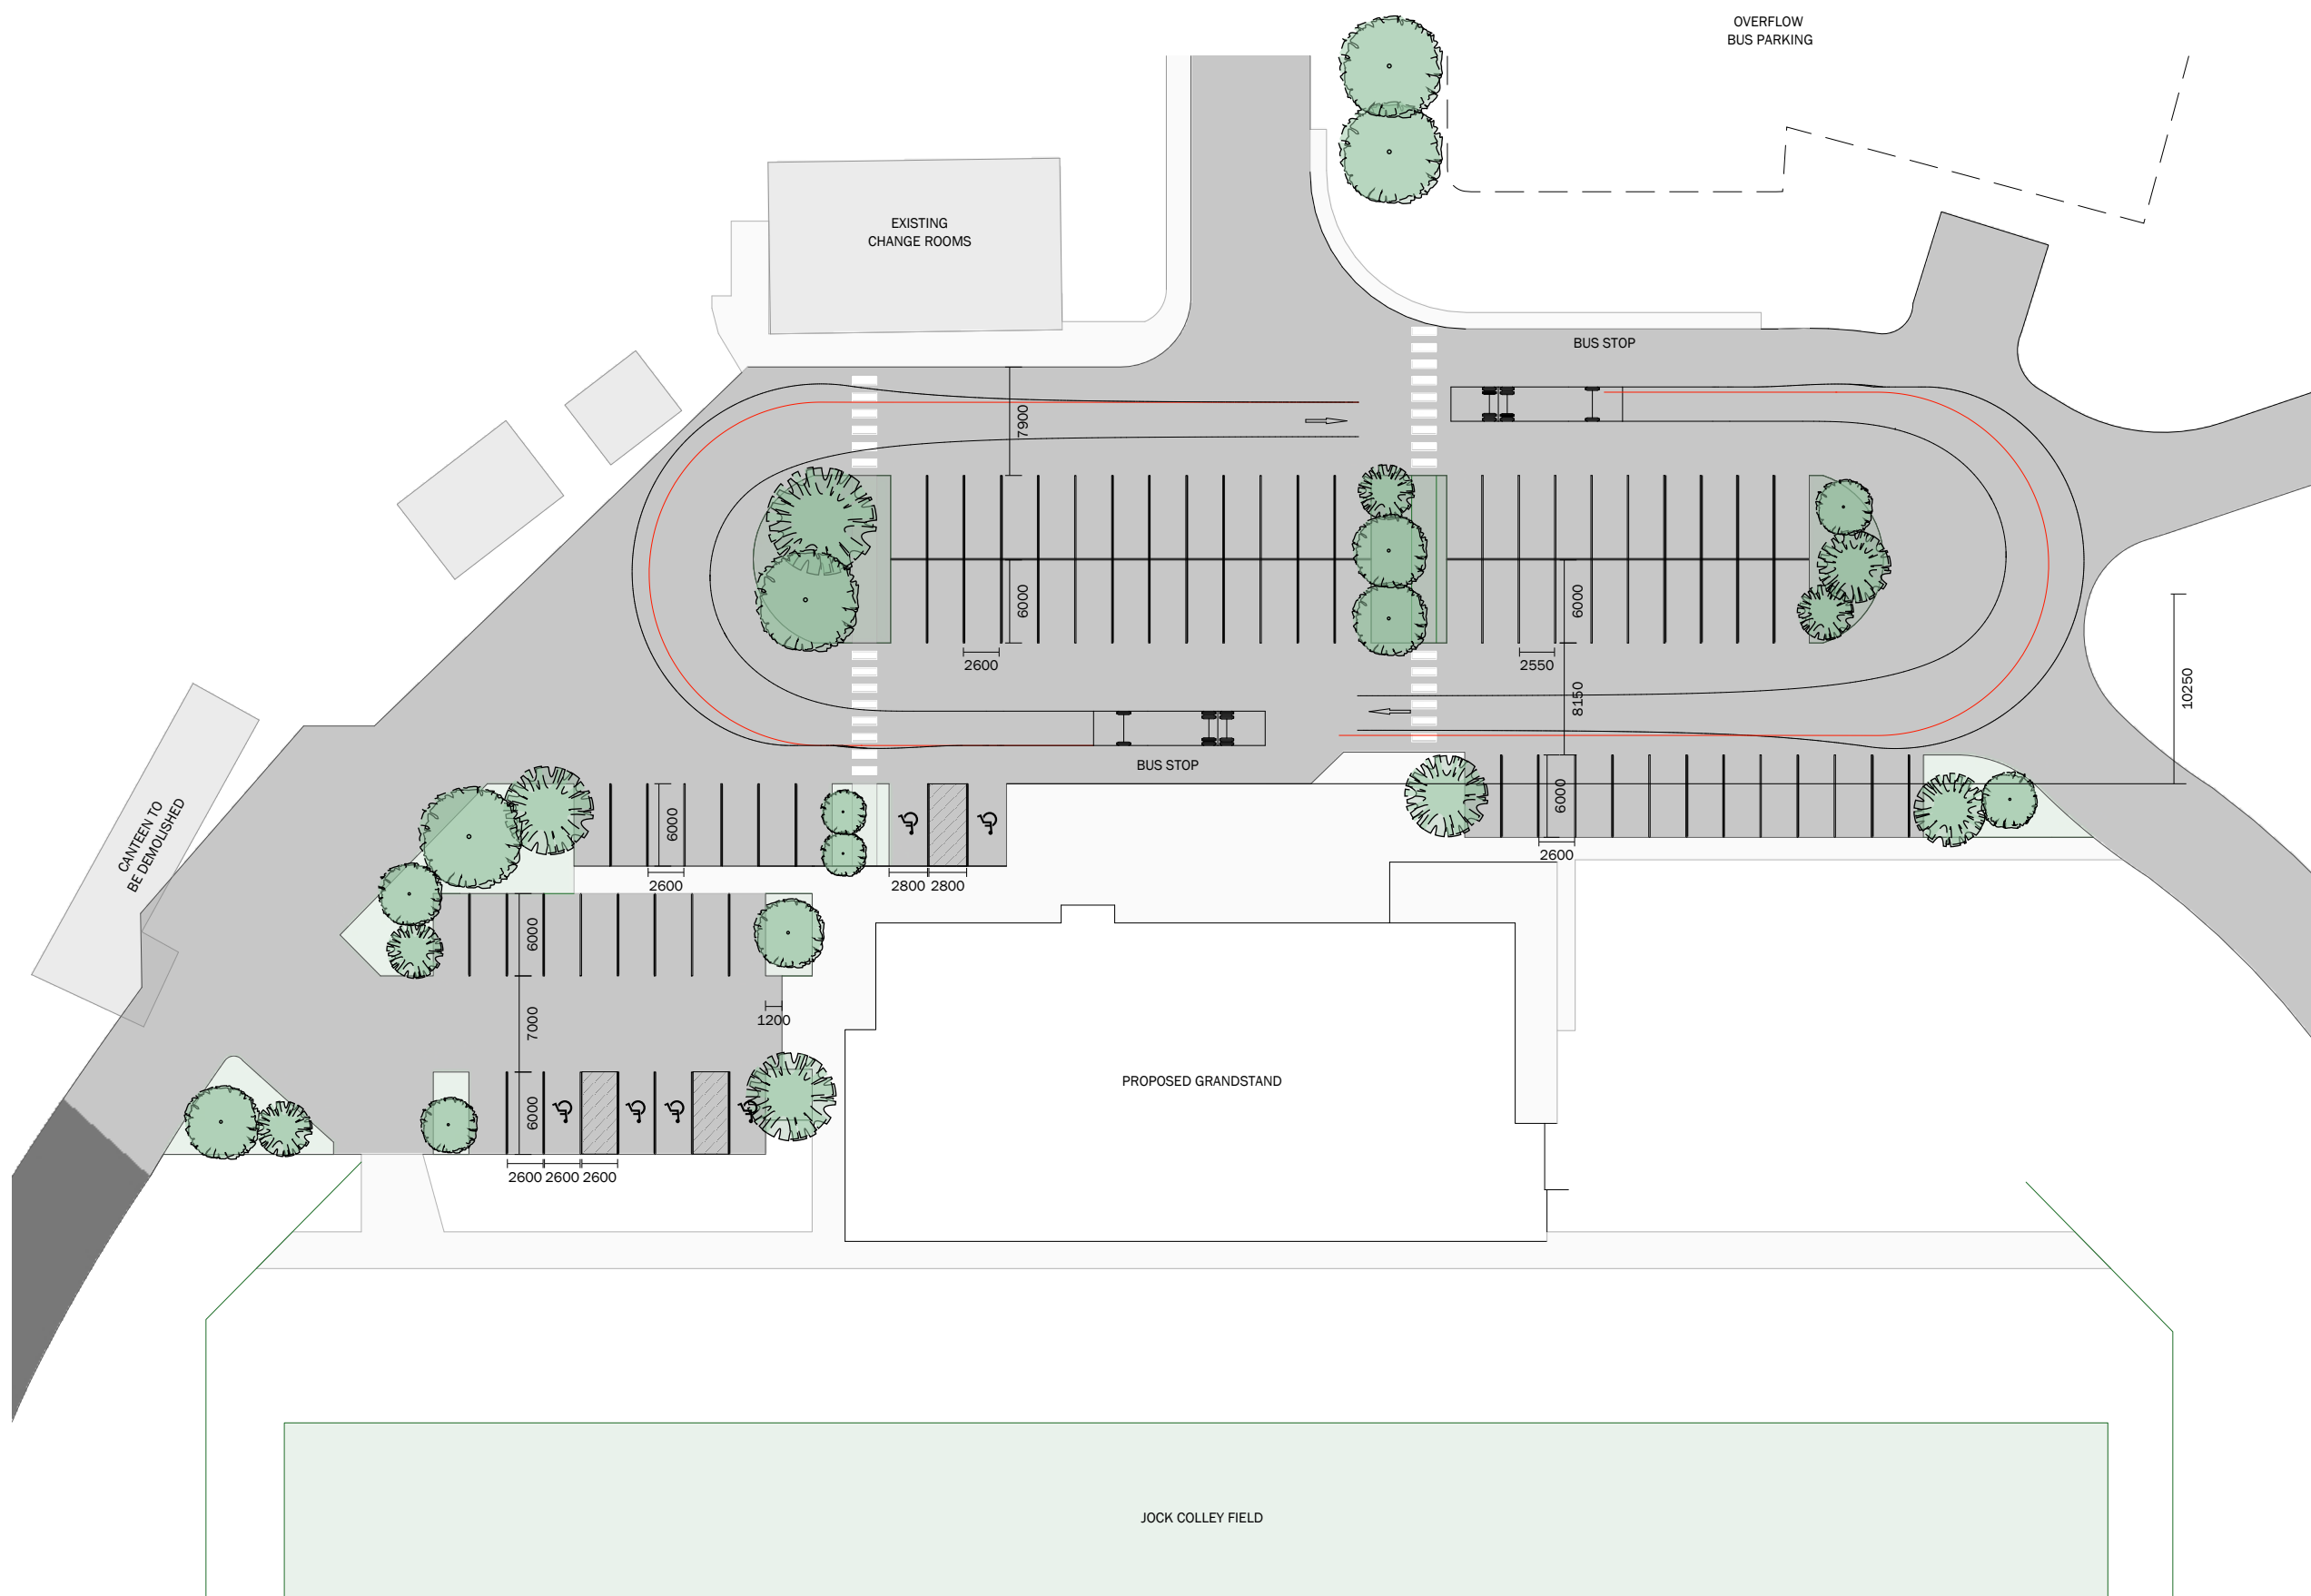 OVERFLOW
BUS PARKING
EXISTING
CHANGE ROOMS
BUS STOP
7900
6000
6000
2600
2550
8150
10250
BUS STOP
CANTEEN TO
BE DEMOLISHED
6000
6000
2600
2600
2800
2800
6000
7000
1200
6000
PROPOSED GRANDSTAND
2600
2600
2600
JOCK COLLEY FIELD